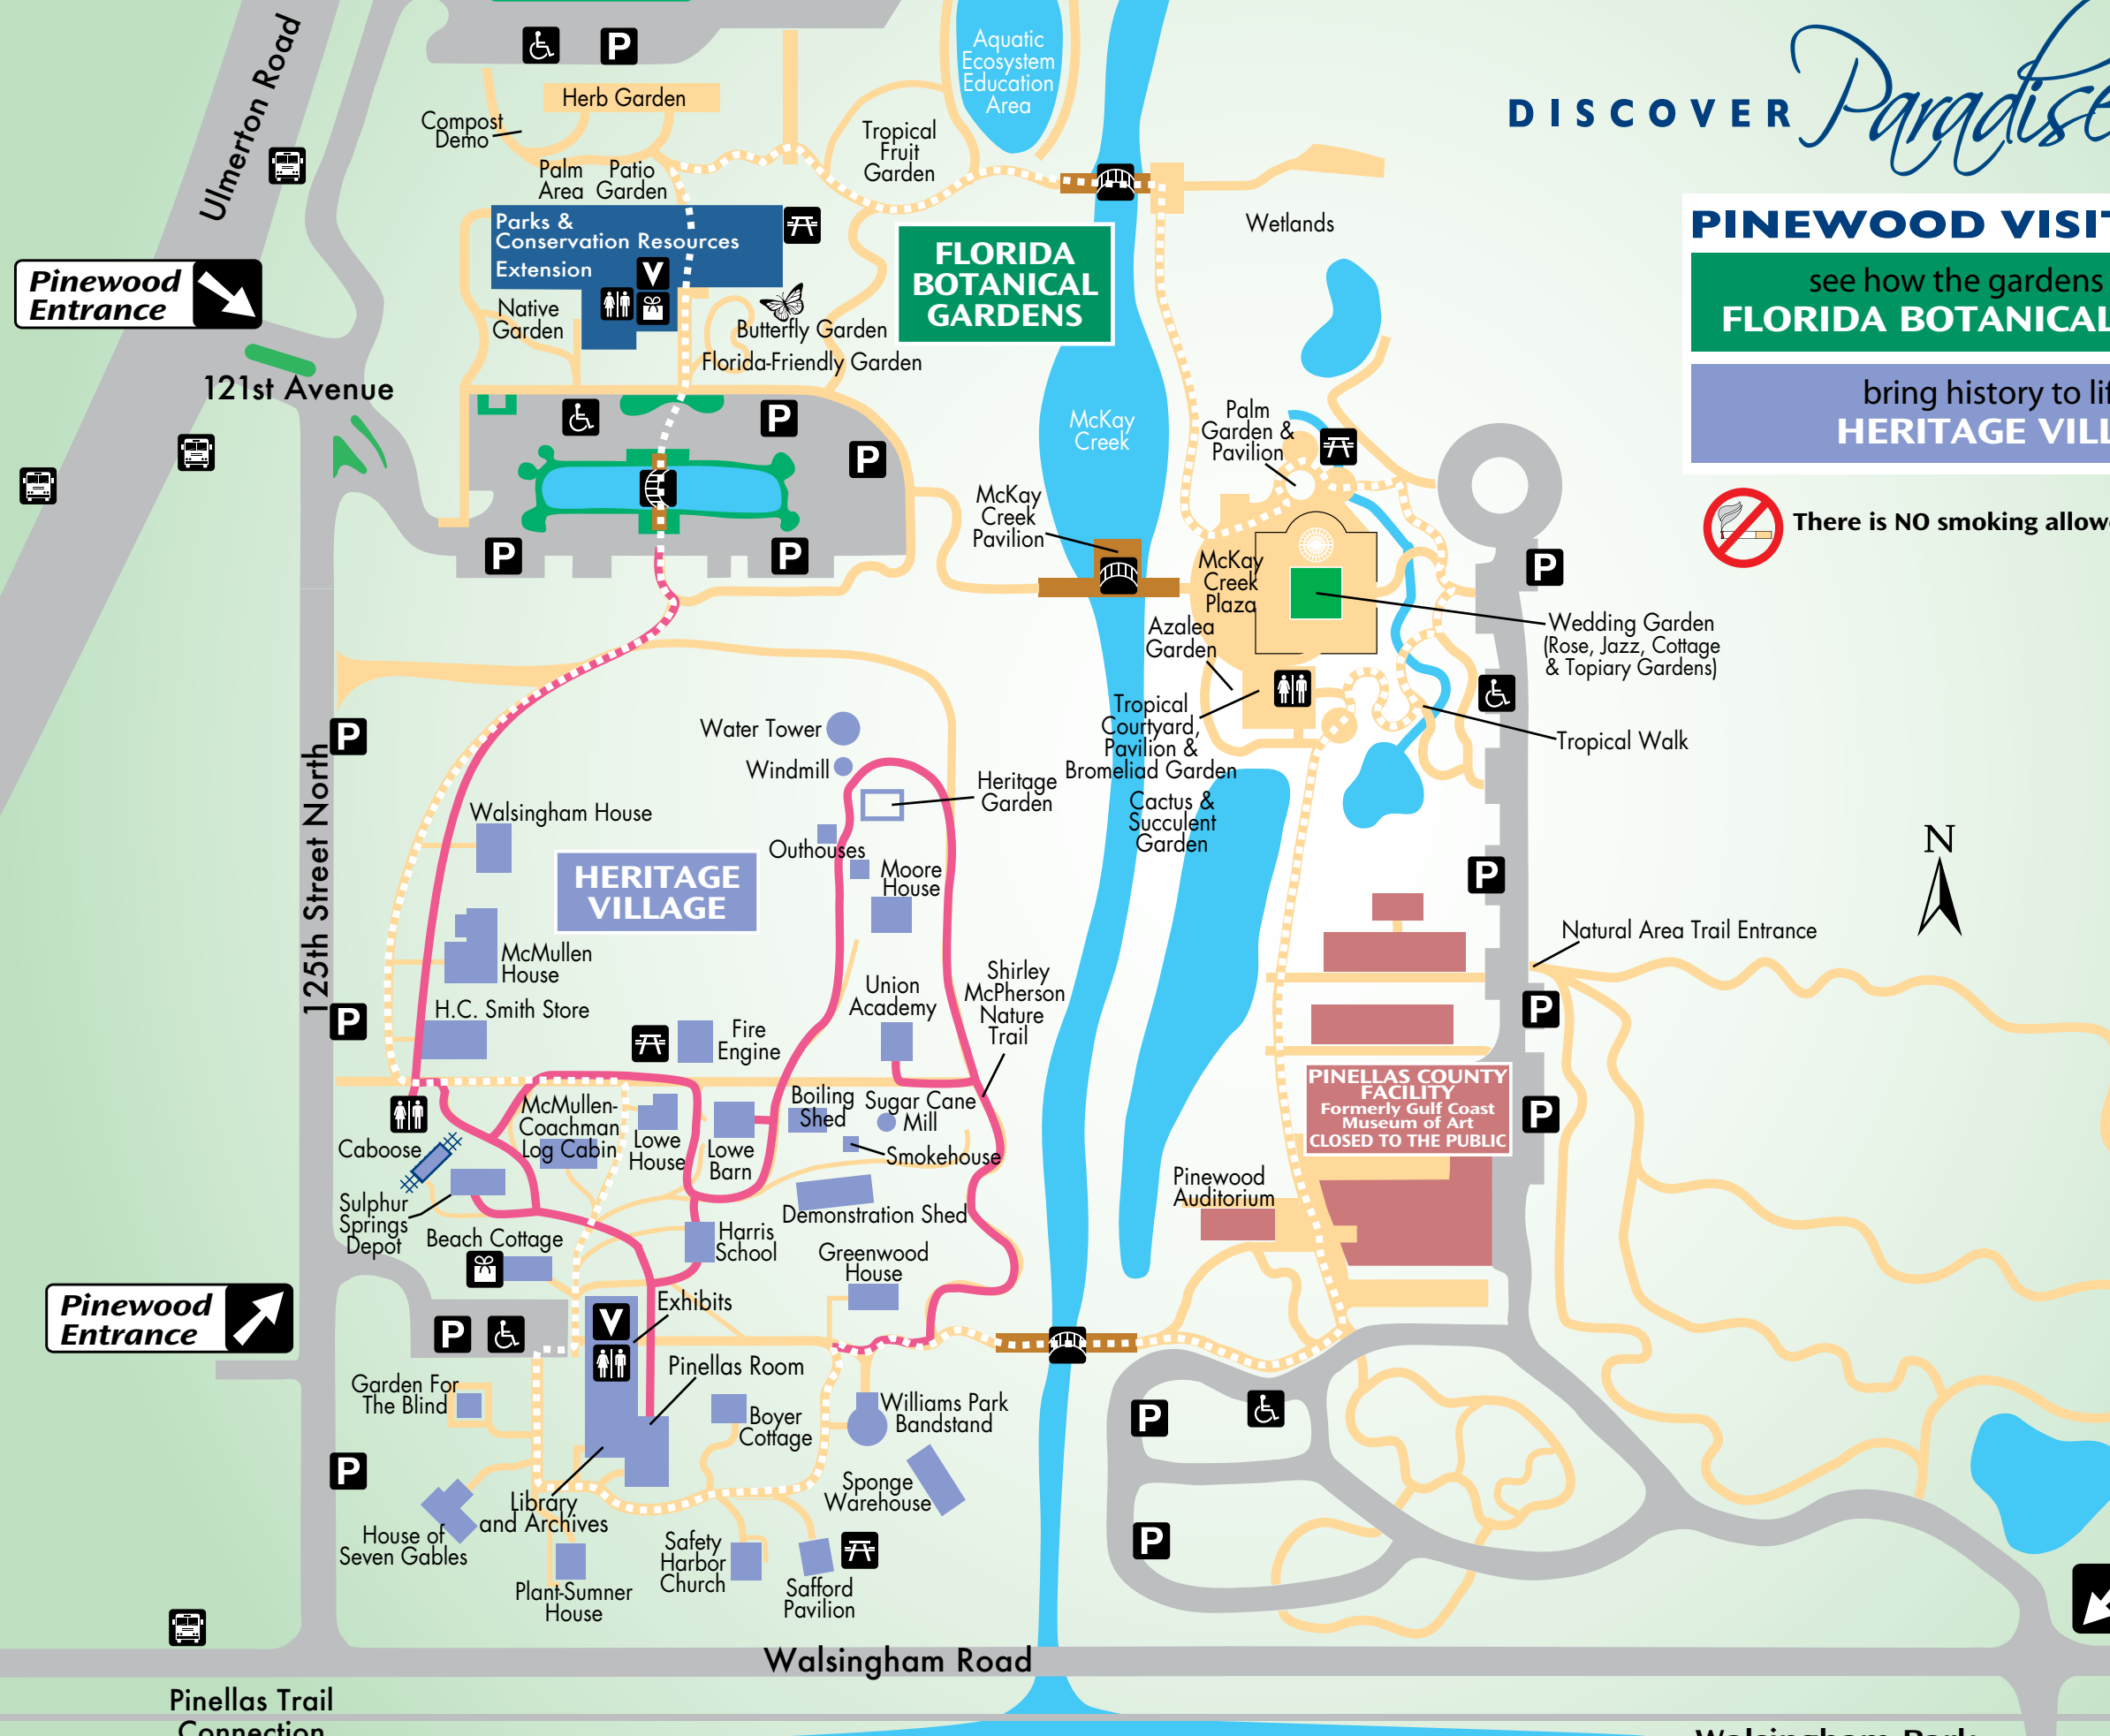 Ulmerton Road
P
Herb Garden
Compost
Demo
Palm
Area
Patio
Garden
Tropical
Fruit
Garden
Aquatic
Ecosystem
Education
Area
DISCOVER Paradise
PINEWOOD VISIT
see how the gardens
FLORIDA BOTANICAL
bring history to lif
HERITAGE VILL
There is NO smoking allow
Wetlands
Parks &
Conservation Resources
Extension
V
FLORIDA
BOTANICAL
GARDENS
Pinewood
Entrance
Native
Garden
Butterfly Garden
Florida-Friendly Garden
121st Avenue
P
P
P
P
McKay
Creek
Palm
Garden &
Pavilion
McKay
Creek
Pavilion
McKay
Creek
Plaza
P
Wedding Garden
(Rose, Jazz, Cottage
& Topiary Gardens)
Azalea
Garden
Tropical
Courtyard,
Pavilion &
Bromeliad Garden
Tropical Walk
Cactus &
Succulent
Garden
P
125th Street North
Water Tower
Windmill
Heritage
Garden
Walsingham House
Outhouses
HERITAGE
VILLAGE
Moore
House
P
N
Natural Area Trail Entrance
McMullen
House
Union
Academy
Shirley
McPherson
Nature
Trail
P
H.C. Smith Store
P
Fire
Engine
PINELLAS COUNTY
FACILITY
Formerly Gulf Coast
Museum of Art
CLOSED TO THE PUBLIC
P
McMullen-
Coachman
Log Cabin
Boiling
Shed
Sugar Cane
Mill
Caboose
Lowe
House
Lowe
Barn
Smokehouse
Pinewood
Auditorium
Sulphur
Springs
Depot
Demonstration Shed
Beach Cottage
Harris
School
Greenwood
House
Pinewood
Entrance
Exhibits
V
P
Pinellas Room
Garden For
The Blind
Boyer
Cottage
Williams Park
Bandstand
P
P
Sponge
Warehouse
Library
and Archives
House of
Seven Gables
Safety
Harbor
Church
P
Plant-Sumner
House
Safford
Pavilion
Walsingham Road
Pinellas Trail
Connection
Walsingham Park